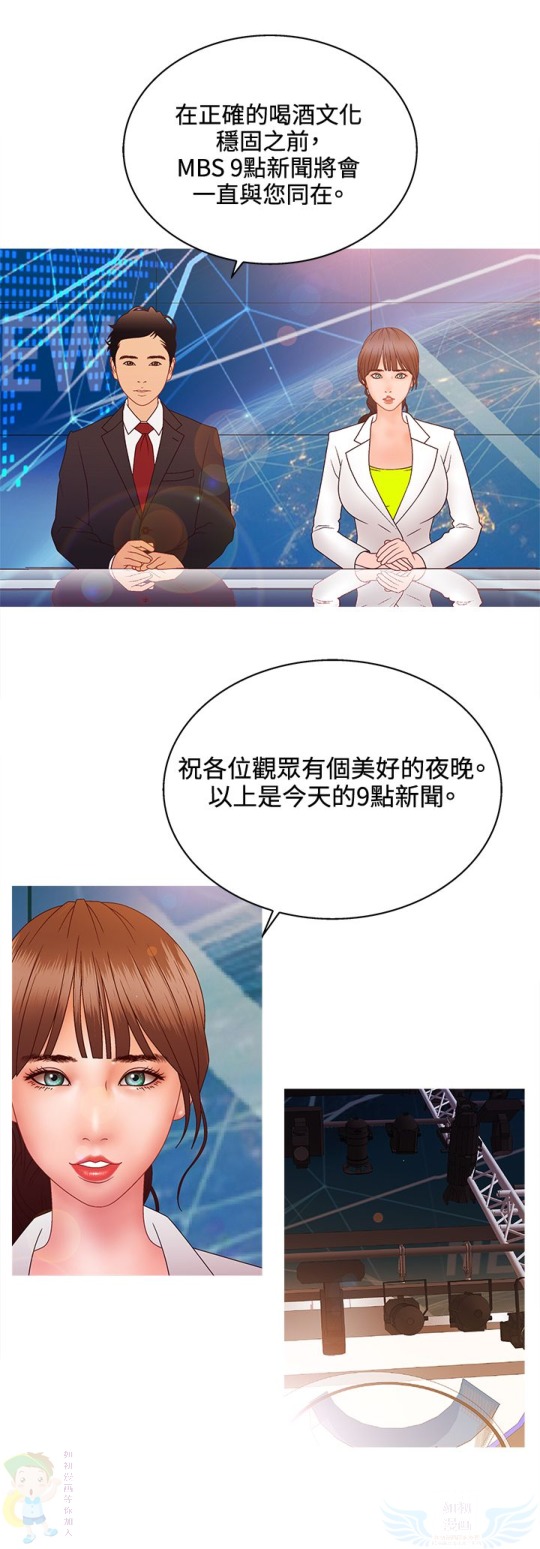 在正確的喝酒文化
穩固之前,
MBS 9點新聞將會
一直與您同在。
EW
祝各位觀眾有個美好的夜晚。
以上是今天的9點新聞。
NE